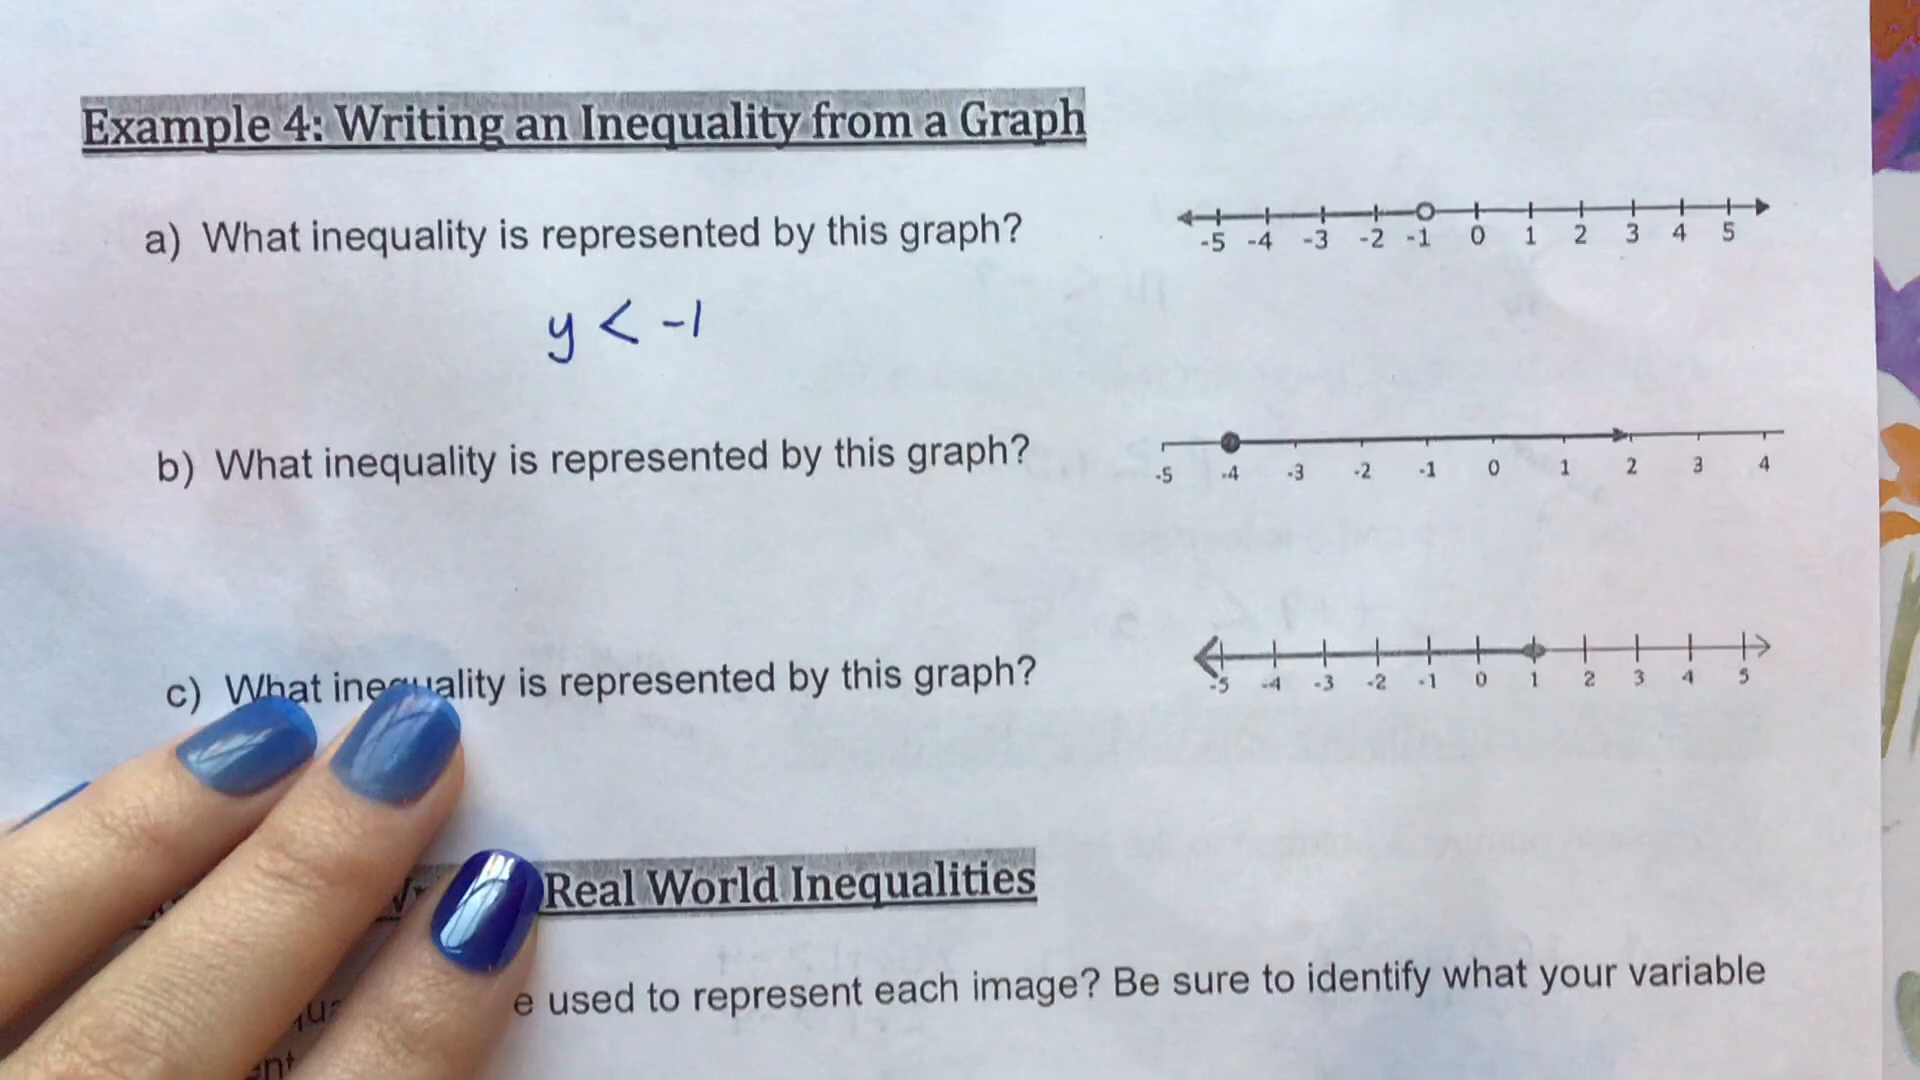 Example 4: Writing an Inequality from a Graph
a) What inequality is represented by this graph?
-5 -4 -3 -2 -1 0 1 2 3 4 5
y < -1
b) What inequality is represented by this graph?
-5 -4 -3 -2 -1 0 1 2 3 4
c) What inequality is represented by this graph?
-5 -4 -3 -2 -1 0 1 2 3 4 5
Real World Inequalities
used to represent each image? Be sure to identify what your variable